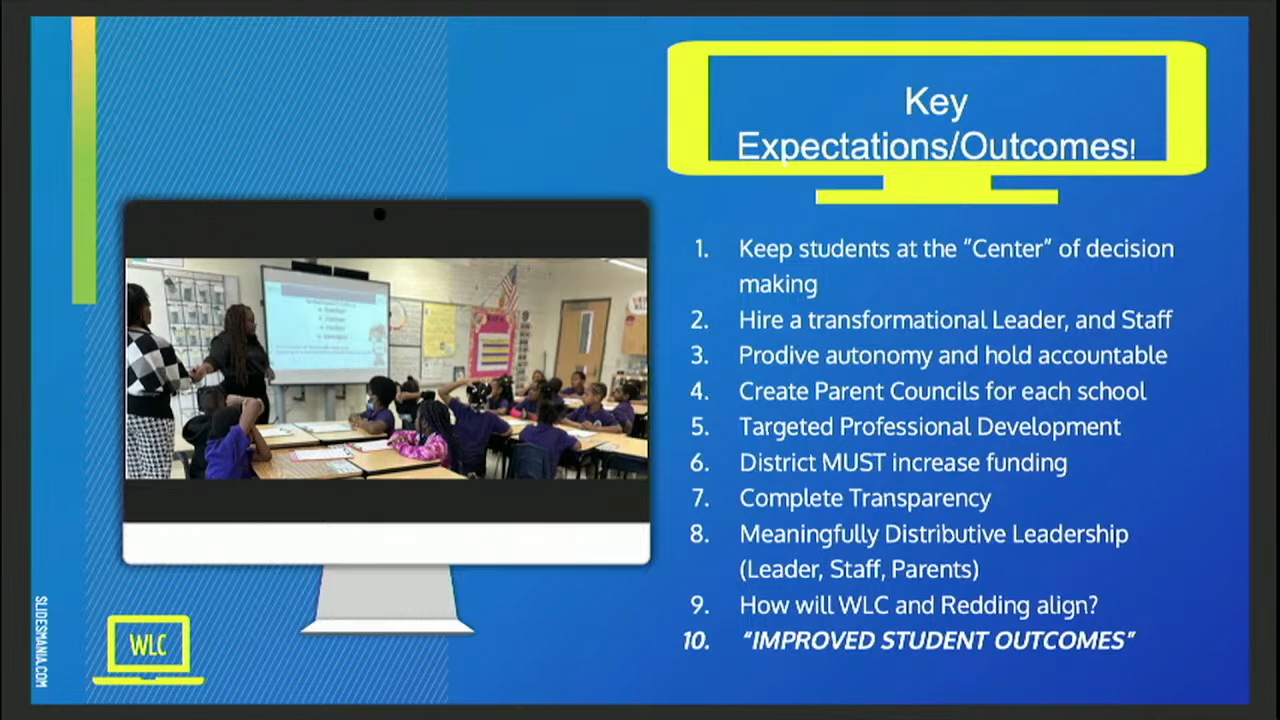 Key
Expectations/Outcomes!
1. Keep students at the "Center" of decision
making
2. Hire a transformational Leader, and Staff
3. Prodive autonomy and hold accountable
4. Create Parent Councils for each school
5. Targeted Professional Development
6. District MUST increase funding
7. Complete Transparency
8. Meaningfully Distributive Leadership
(Leader, Staff, Parents)
9. How will WLC and Redding align?
10. "IMPROVED STUDENT OUTCOMES"
WLC
SLIDESMANIA.COM